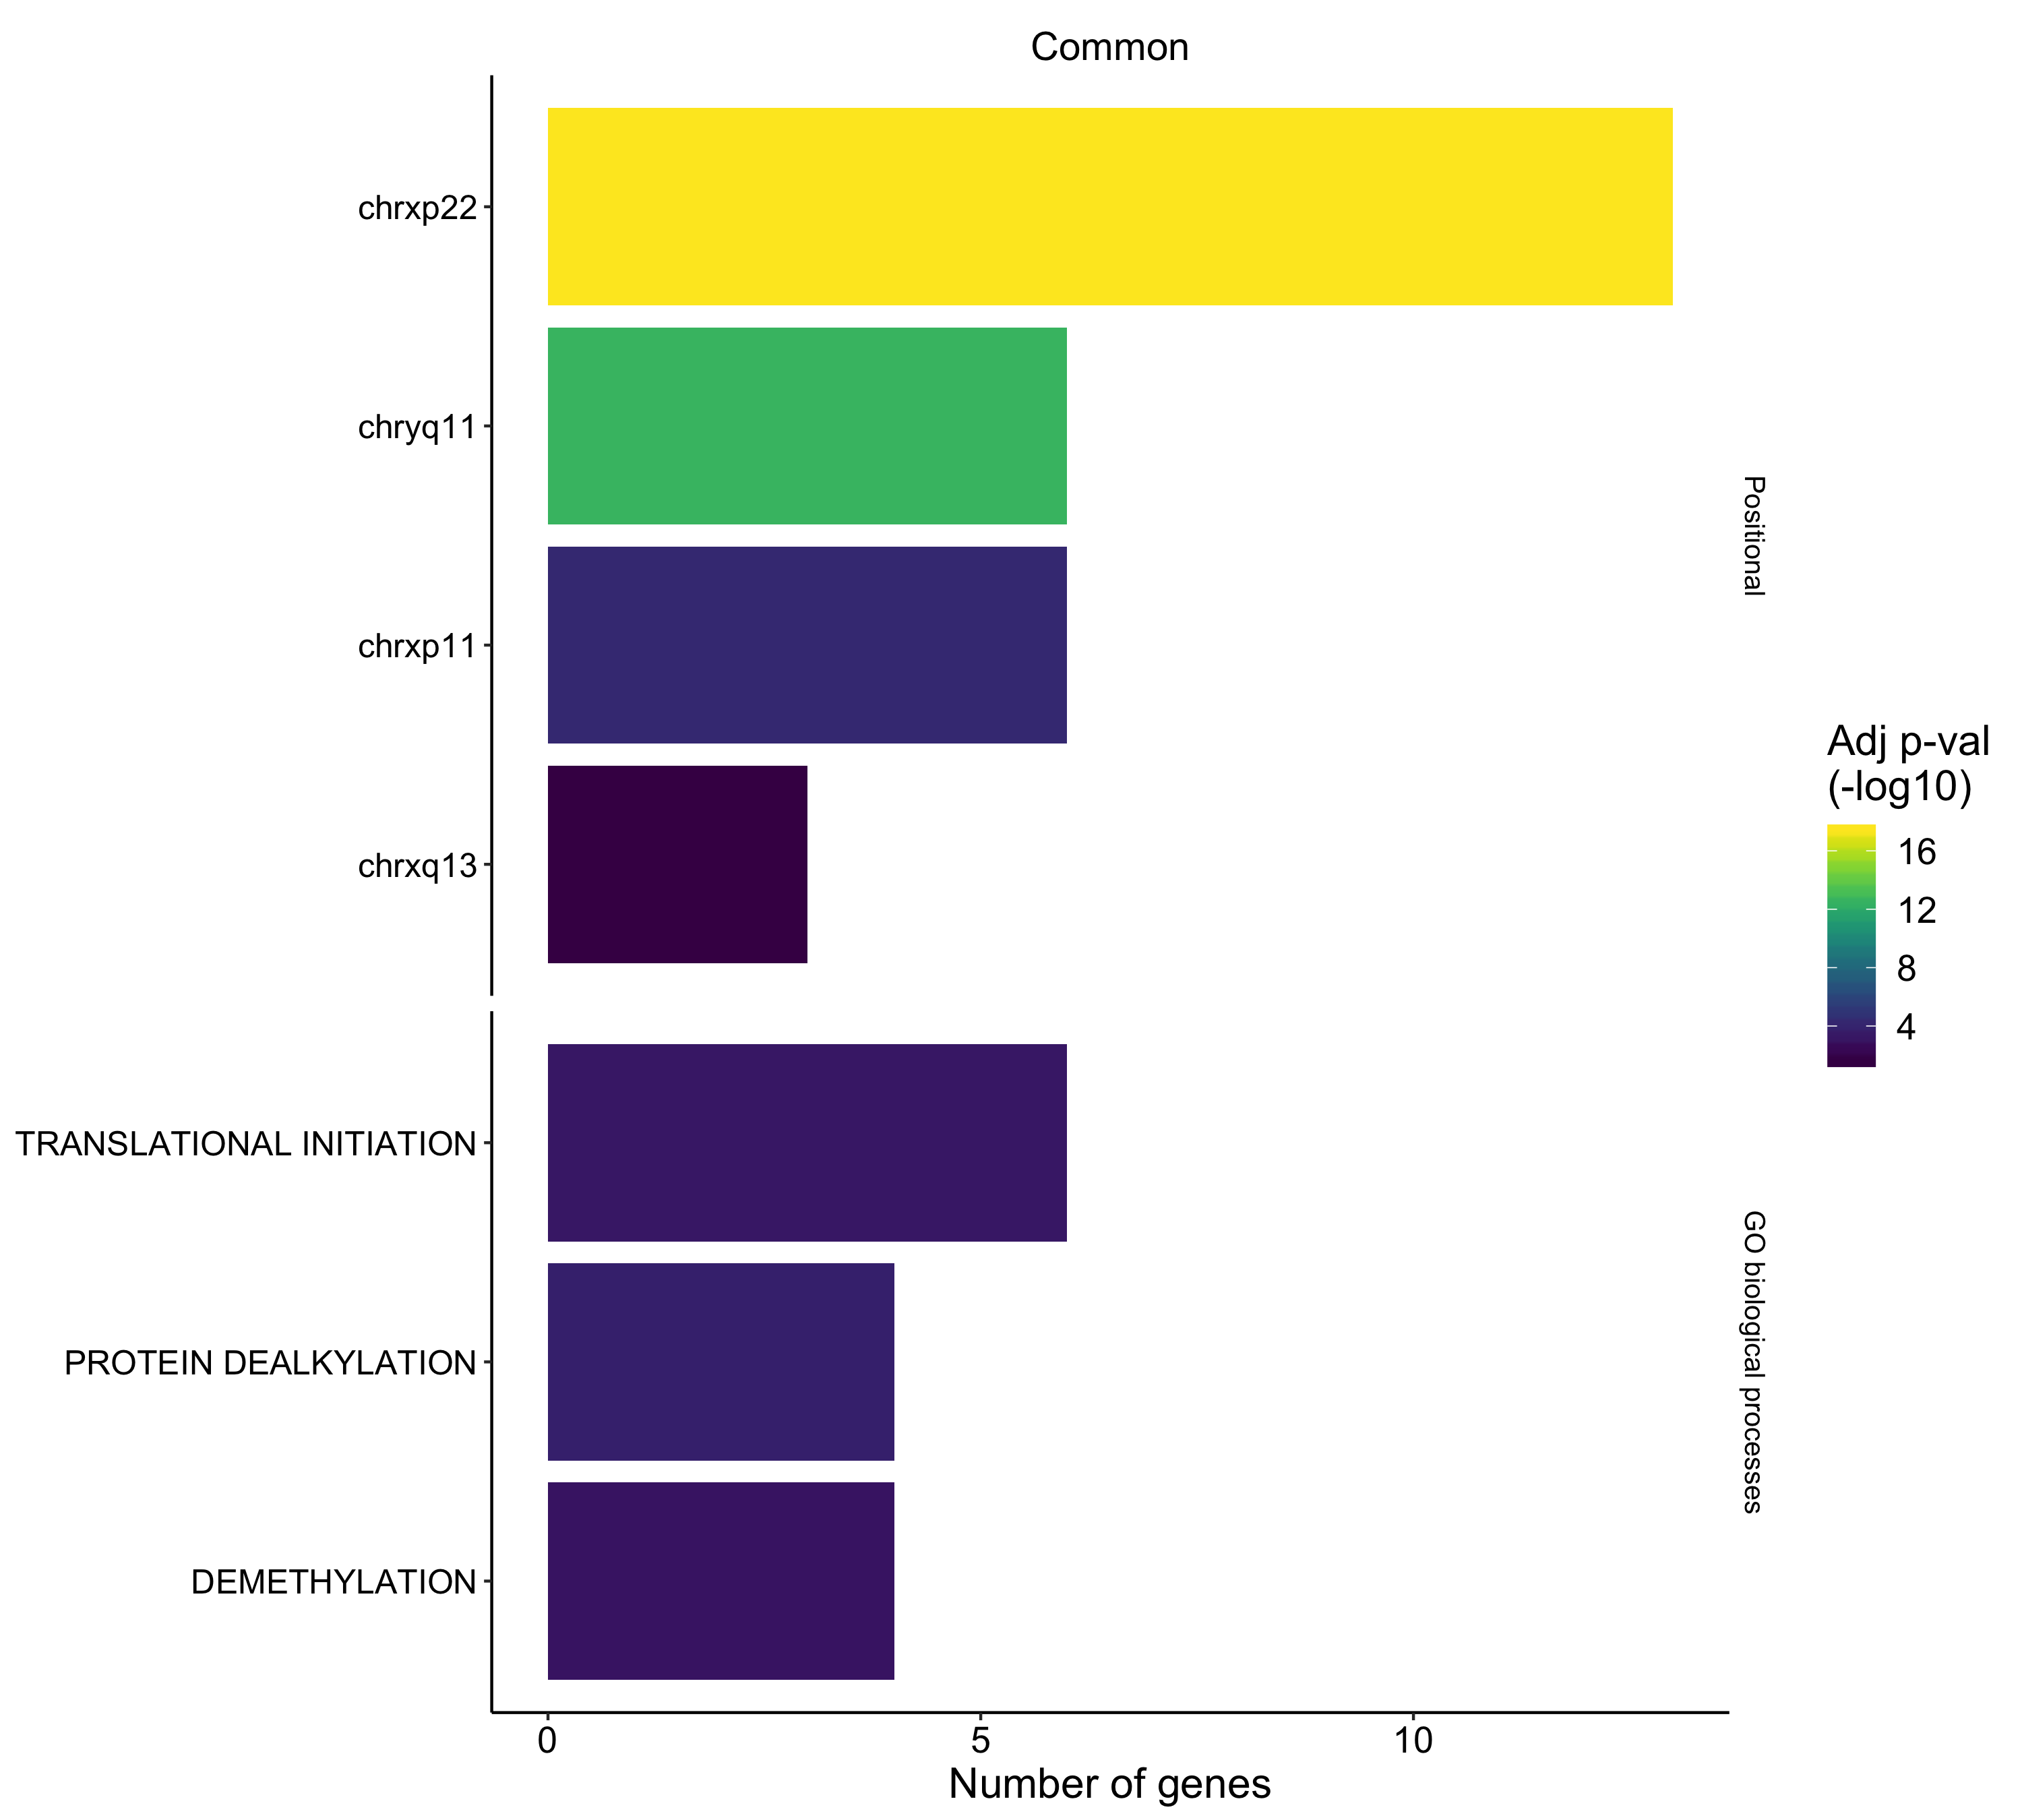 Common
chrxp22
chryq11
chrxp11
chrxq13
Positional
TRANSLATIONAL INITIATION
PROTEIN DEALKYLATION
DEMETHYLATION
GO biological processes
0
5
10
Number of genes
Adj p-val
(-log10)
16
12
8
4